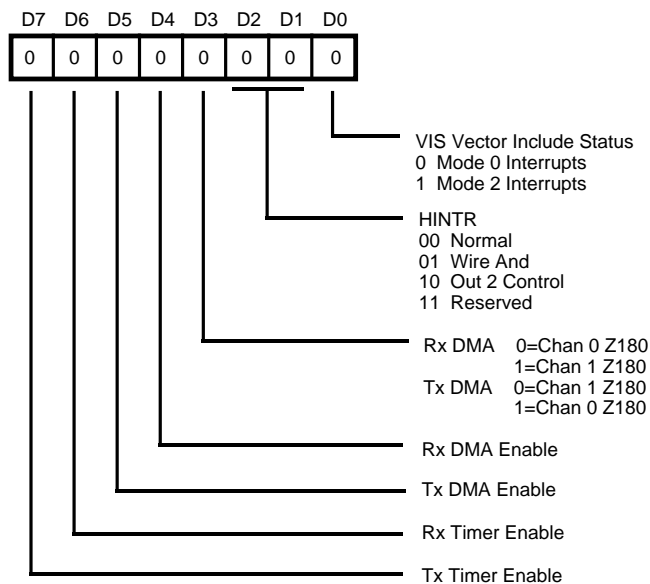 D7 D6 D5 D4 D3 D2 D1 D0
0 0 0 0 0 0 0 0
VIS Vector Include Status
0 Mode 0 Interrupts
1 Mode 2 Interrupts
HINTR
00 Normal
01 Wire And
10 Out 2 Control
11 Reserved
Rx DMA 0=Chan 0 Z180
1=Chan 1 Z180
Tx DMA 0=Chan 1 Z180
1=Chan 0 Z180
Rx DMA Enable
Tx DMA Enable
Rx Timer Enable
Tx Timer Enable